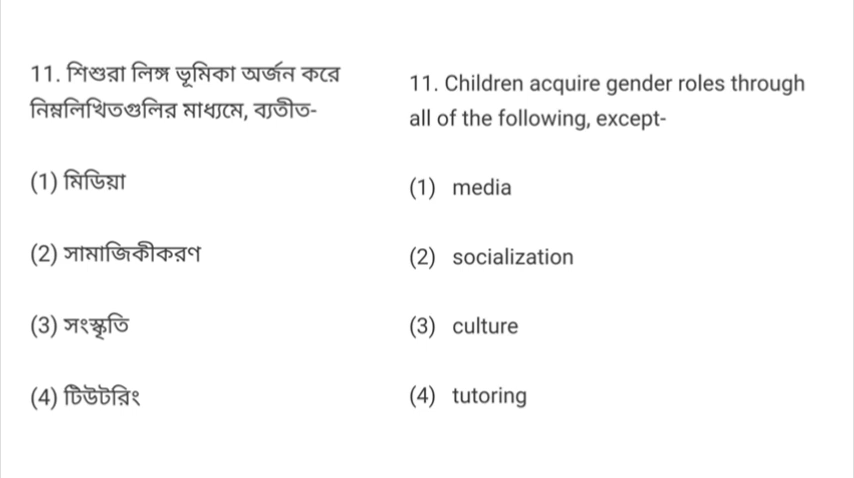 11. শিশুরা লিঙ্গ ভূমিকা অর্জন করে
নিম্নলিখিতগুলির মাধ্যমে, ব্যতীত-
(1) মিডিয়া
(2) সামাজিকীকরণ
(3) সংস্কৃতি
(4) টিউটরিং
11. Children acquire gender roles through
all of the following, except-
(1) media
(2) socialization
(3) culture
(4) tutoring